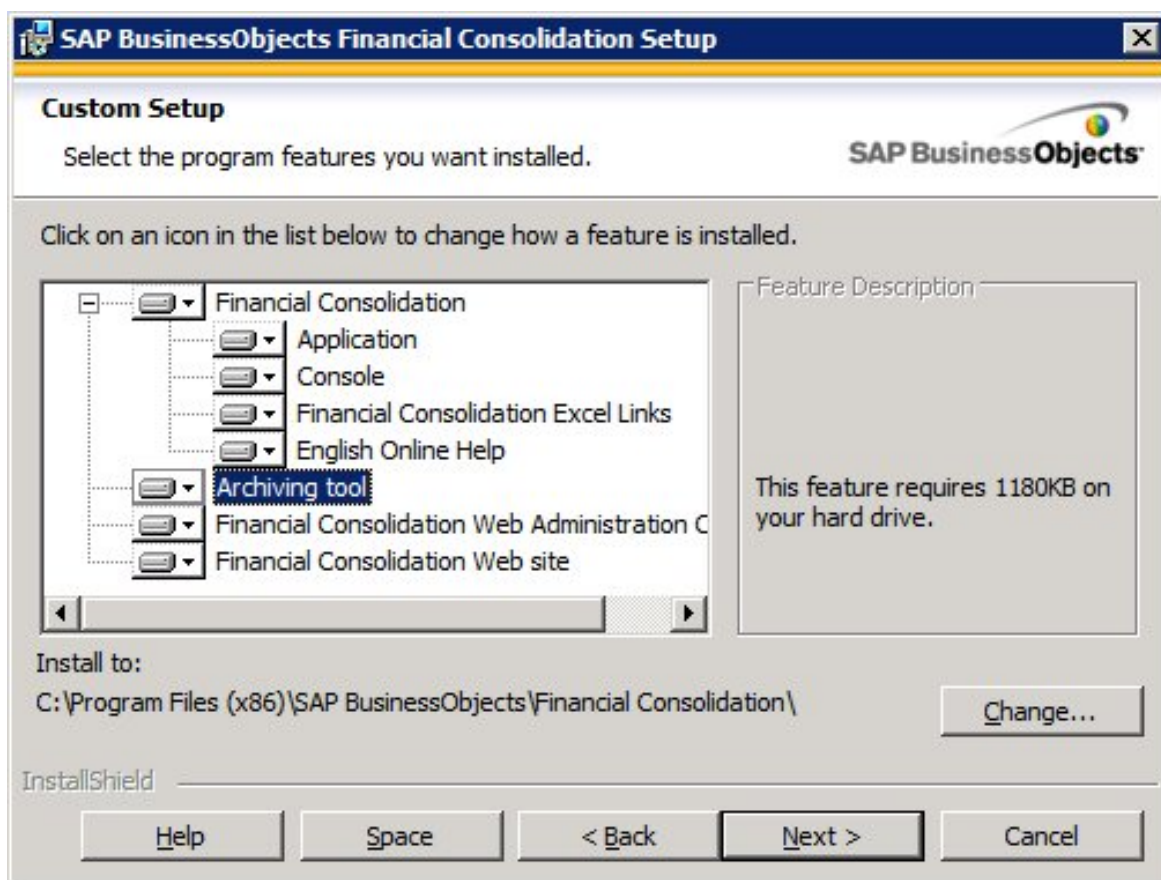 SAP BusinessObjects Financial Consolidation Setup
Custom Setup
Select the program features you want installed.
SAP BusinessObjects
Click on an icon in the list below to change how a feature is installed.
Financial Consolidation
Application
Console
Financial Consolidation Excel Links
English Online Help
Archiving tool
Financial Consolidation Web Administration C
Financial Consolidation Web site
Feature Description
This feature requires 1180KB on
your hard drive.
Install to:
C:\Program Files (x86)\SAP BusinessObjects\Financial Consolidation\
Change...
InstallShield
Help
Space
< Back
Next >
Cancel